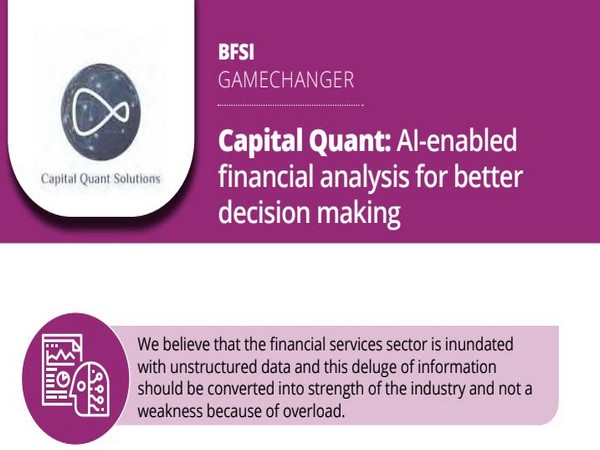 Capital Quant Solutions
BFSI
GAMECHANGER
Capital Quant: AI-enabled
financial analysis for better
decision making
We believe that the financial services sector is inundated
with unstructured data and this deluge of information
should be converted into strength of the industry and not a
weakness because of overload.